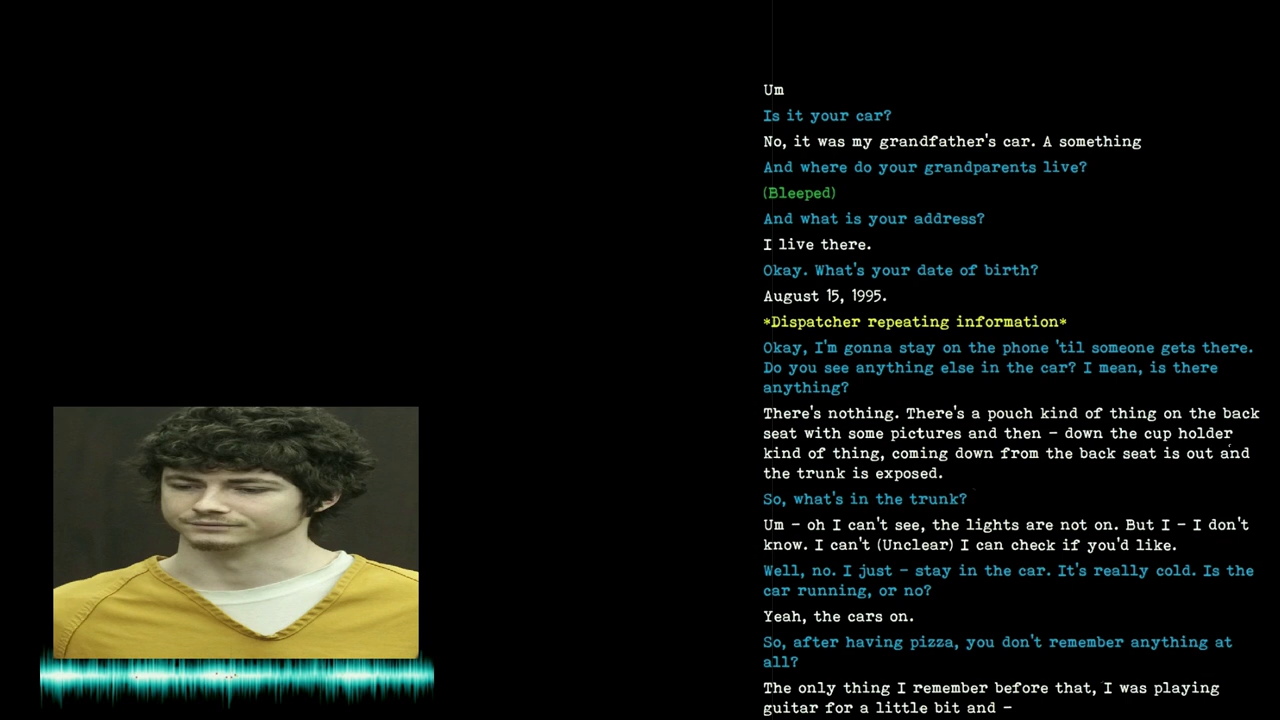 Um
Is it your car?
No, it was my grandfather's car. A something
And where do your grandparents live?
(Bleeped)
And what is your address?
I live there.
Okay. What's your date of birth?
August 15, 1995.
*Dispatcher repeating information*
Okay, I'm gonna stay on the phone 'til someone gets there.
Do you see anything else in the car? I mean, is there
anything?
There's nothing. There's a pouch kind of thing on the back
seat with some pictures and then - down the cup holder
kind of thing, coming down from the back seat is out and
the trunk is exposed.
So, what's in the trunk?
Um - oh I can't see, the lights are not on. But I - I don't
know. I can't (Unclear) I can check if you'd like.
Well, no. I just - stay in the car. It's really cold. Is the
car running, or no?
Yeah, the cars on.
So, after having pizza, you don't remember anything at
all?
The only thing I remember before that, I was playing
guitar for a little bit and -